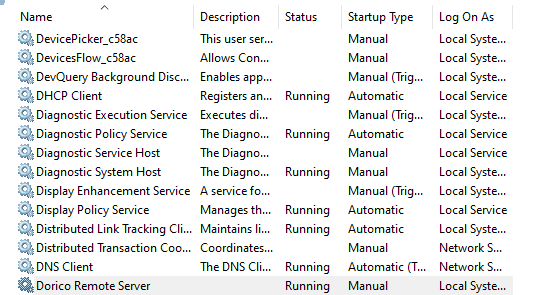 Name Description Status Startup Type Log On As
DevicePicker_c58ac This user ser... Manual Local Syste...
DevicesFlow_c58ac Allows Con... Manual Local Syste...
DevQuery Background Disc... Enables app... Manual (Trig... Local Syste...
DHCP Client Registers an... Running Automatic Local Service
Diagnostic Execution Service Executes di... Manual (Trig... Local Syste...
Diagnostic Policy Service The Diagno... Running Automatic Local Service
Diagnostic Service Host The Diagno... Manual Local Service
Diagnostic System Host The Diagno... Running Manual Local Syste...
Display Enhancement Service A service fo... Manual (Trig... Local Syste...
Display Policy Service Manages th... Running Automatic Local Service
Distributed Link Tracking Cli... Maintains li... Running Automatic Local Syste...
Distributed Transaction Coo... Coordinates... Manual Network S...
DNS Client The DNS Cli... Running Automatic (T... Network S...
Dorico Remote Server Running Manual Local Syste...